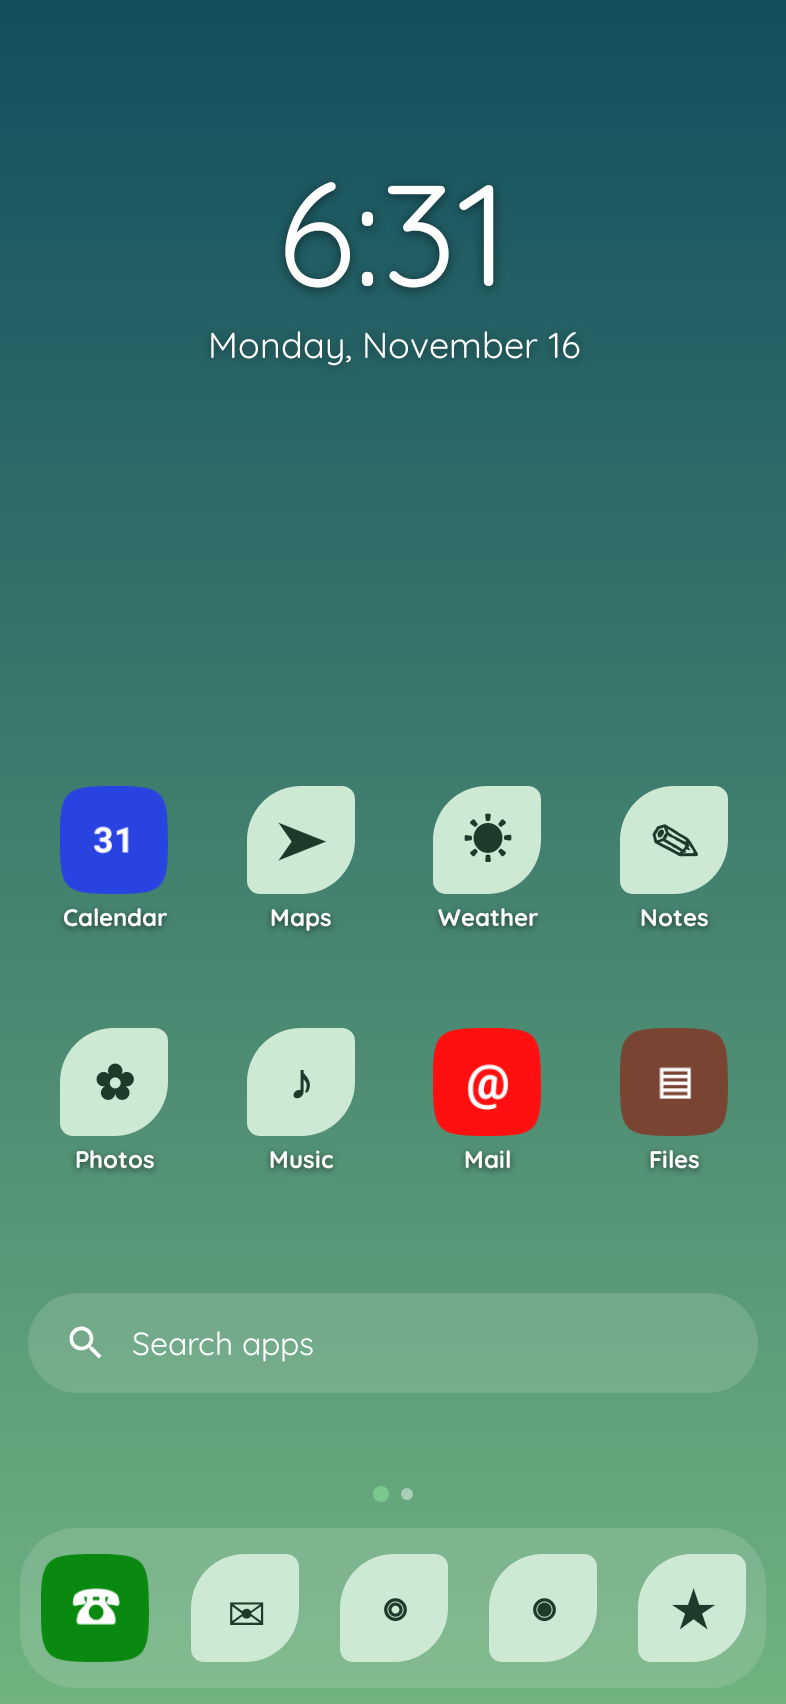 6:31
Monday, November 16
31
Calendar
Maps
Weather
Notes
Photos
Music
@
Mail
Files
Search apps